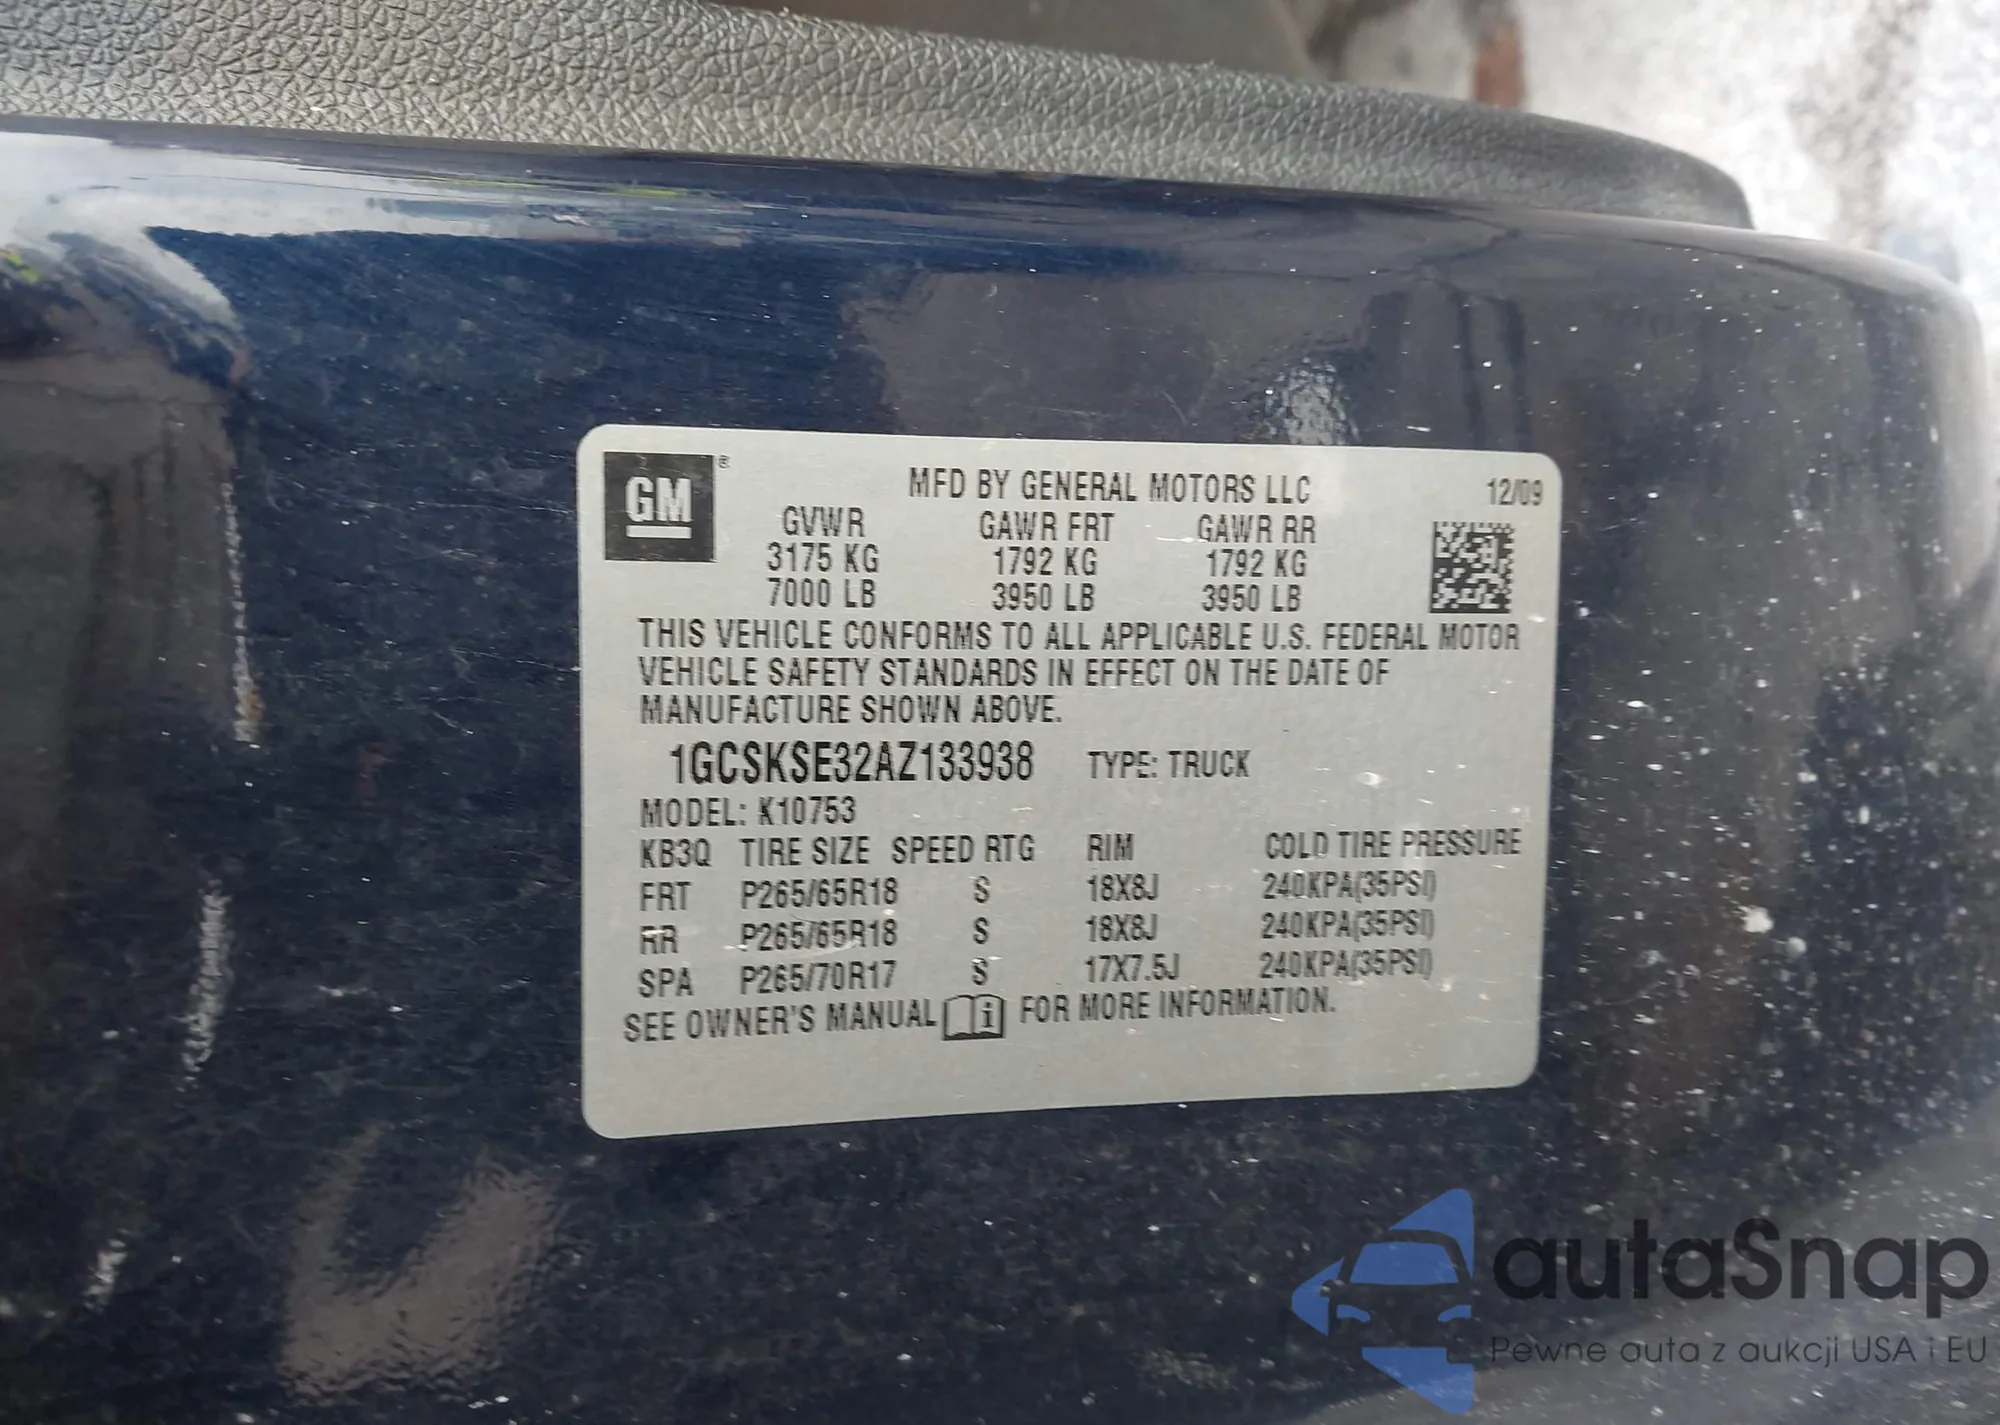 GM ®
MFD BY GENERAL MOTORS LLC 12/09
GVWR GAWR FRT GAWR RR
3175 KG 1792 KG 1792 KG
7000 LB 3950 LB 3950 LB
THIS VEHICLE CONFORMS TO ALL APPLICABLE U.S. FEDERAL MOTOR
VEHICLE SAFETY STANDARDS IN EFFECT ON THE DATE OF
MANUFACTURE SHOWN ABOVE.
1GCSKSE32AZ133938 TYPE: TRUCK
MODEL: K10753
KB3Q TIRE SIZE SPEED RTG RIM COLD TIRE PRESSURE
FRT P265/65R18 S 18X8J 240KPA(35PSI)
RR P265/65R18 S 18X8J 240KPA(35PSI)
SPA P265/70R17 S 17X7.5J 240KPA(35PSI)
SEE OWNER'S MANUAL i FOR MORE INFORMATION.
autaSnap
Pewne auta z aukcji USA i EU